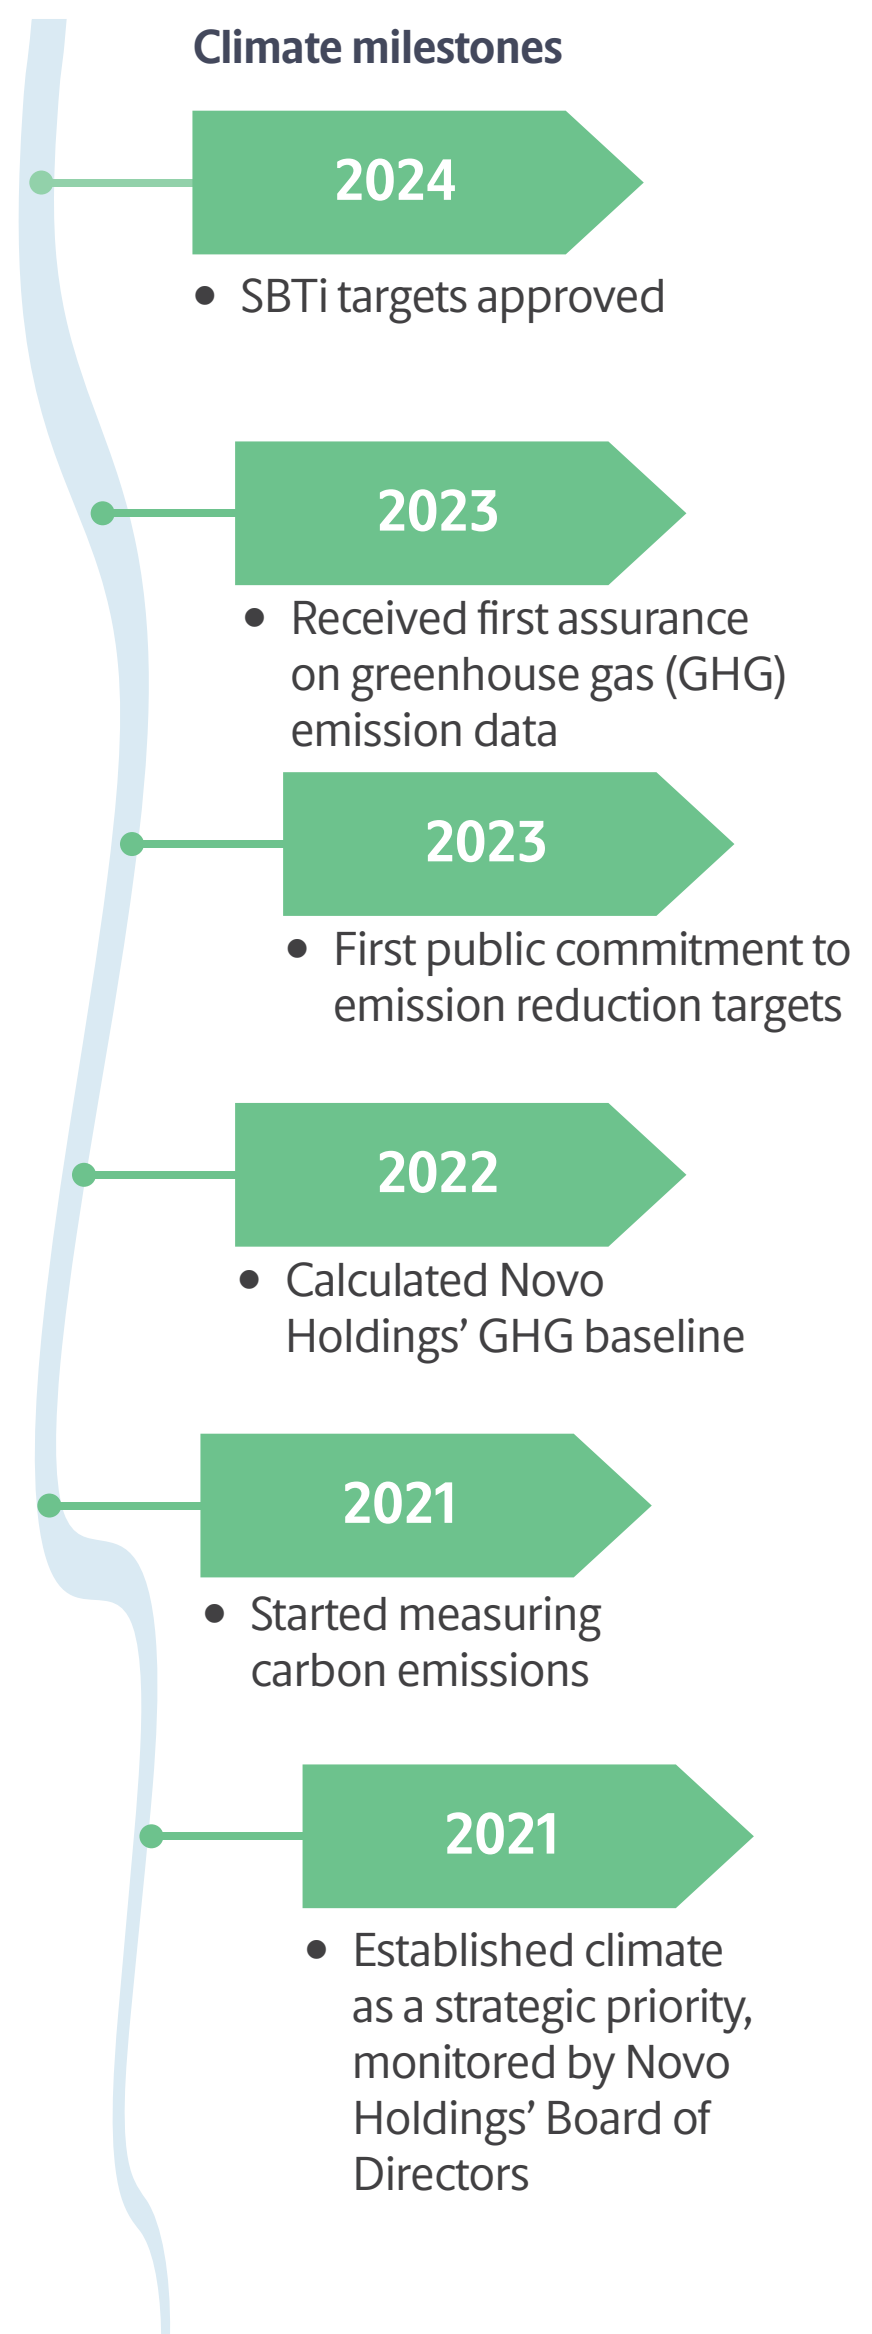 Climate milestones
2024
• SBTi targets approved
2023
• Received first assurance
on greenhouse gas (GHG)
emission data
2023
• First public commitment to
emission reduction targets
2022
• Calculated Novo
Holdings’ GHG baseline
2021
• Started measuring
carbon emissions
2021
• Established climate
as a strategic priority,
monitored by Novo
Holdings’ Board of
Directors